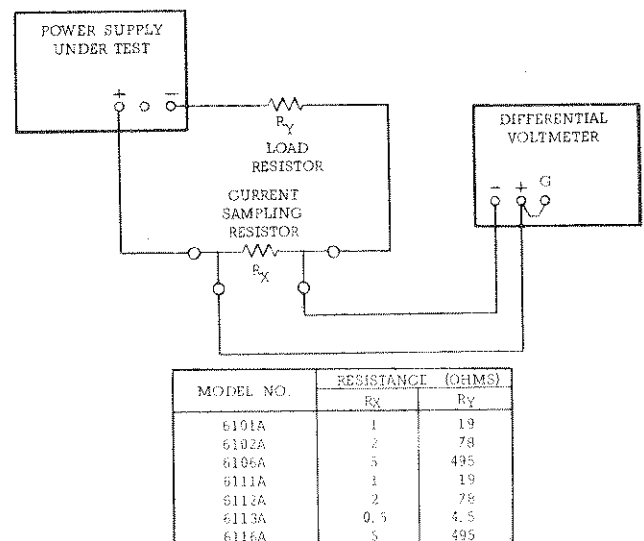 POWER SUPPLY
UNDER TEST
+ −
R_Y
LOAD
RESISTOR
CURRENT
SAMPLING
RESISTOR
R_X
DIFFERENTIAL
VOLTMETER
− + G
MODEL NO. RESISTANCE (OHMS)
R_X R_Y
6101A 1 19
6102A 2 78
6106A 5 495
6111A 1 19
6112A 2 78
6113A 0.5 4.5
6116A 5 495